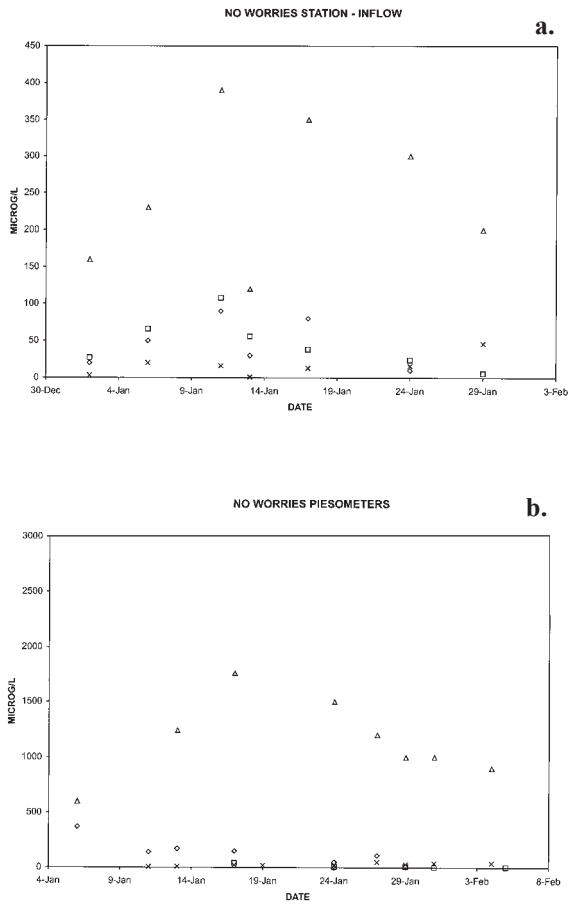 NO WORRIES STATION - INFLOW
a.
450
400
350
300
250
200
150
100
50
0
MICROG/L
30-Dec 4-Jan 9-Jan 14-Jan 19-Jan 24-Jan 29-Jan 3-Feb
DATE
NO WORRIES PIESOMETERS
b.
3000
2500
2000
1500
1000
500
0
MICROG/L
4-Jan 9-Jan 14-Jan 19-Jan 24-Jan 29-Jan 3-Feb 8-Feb
DATE